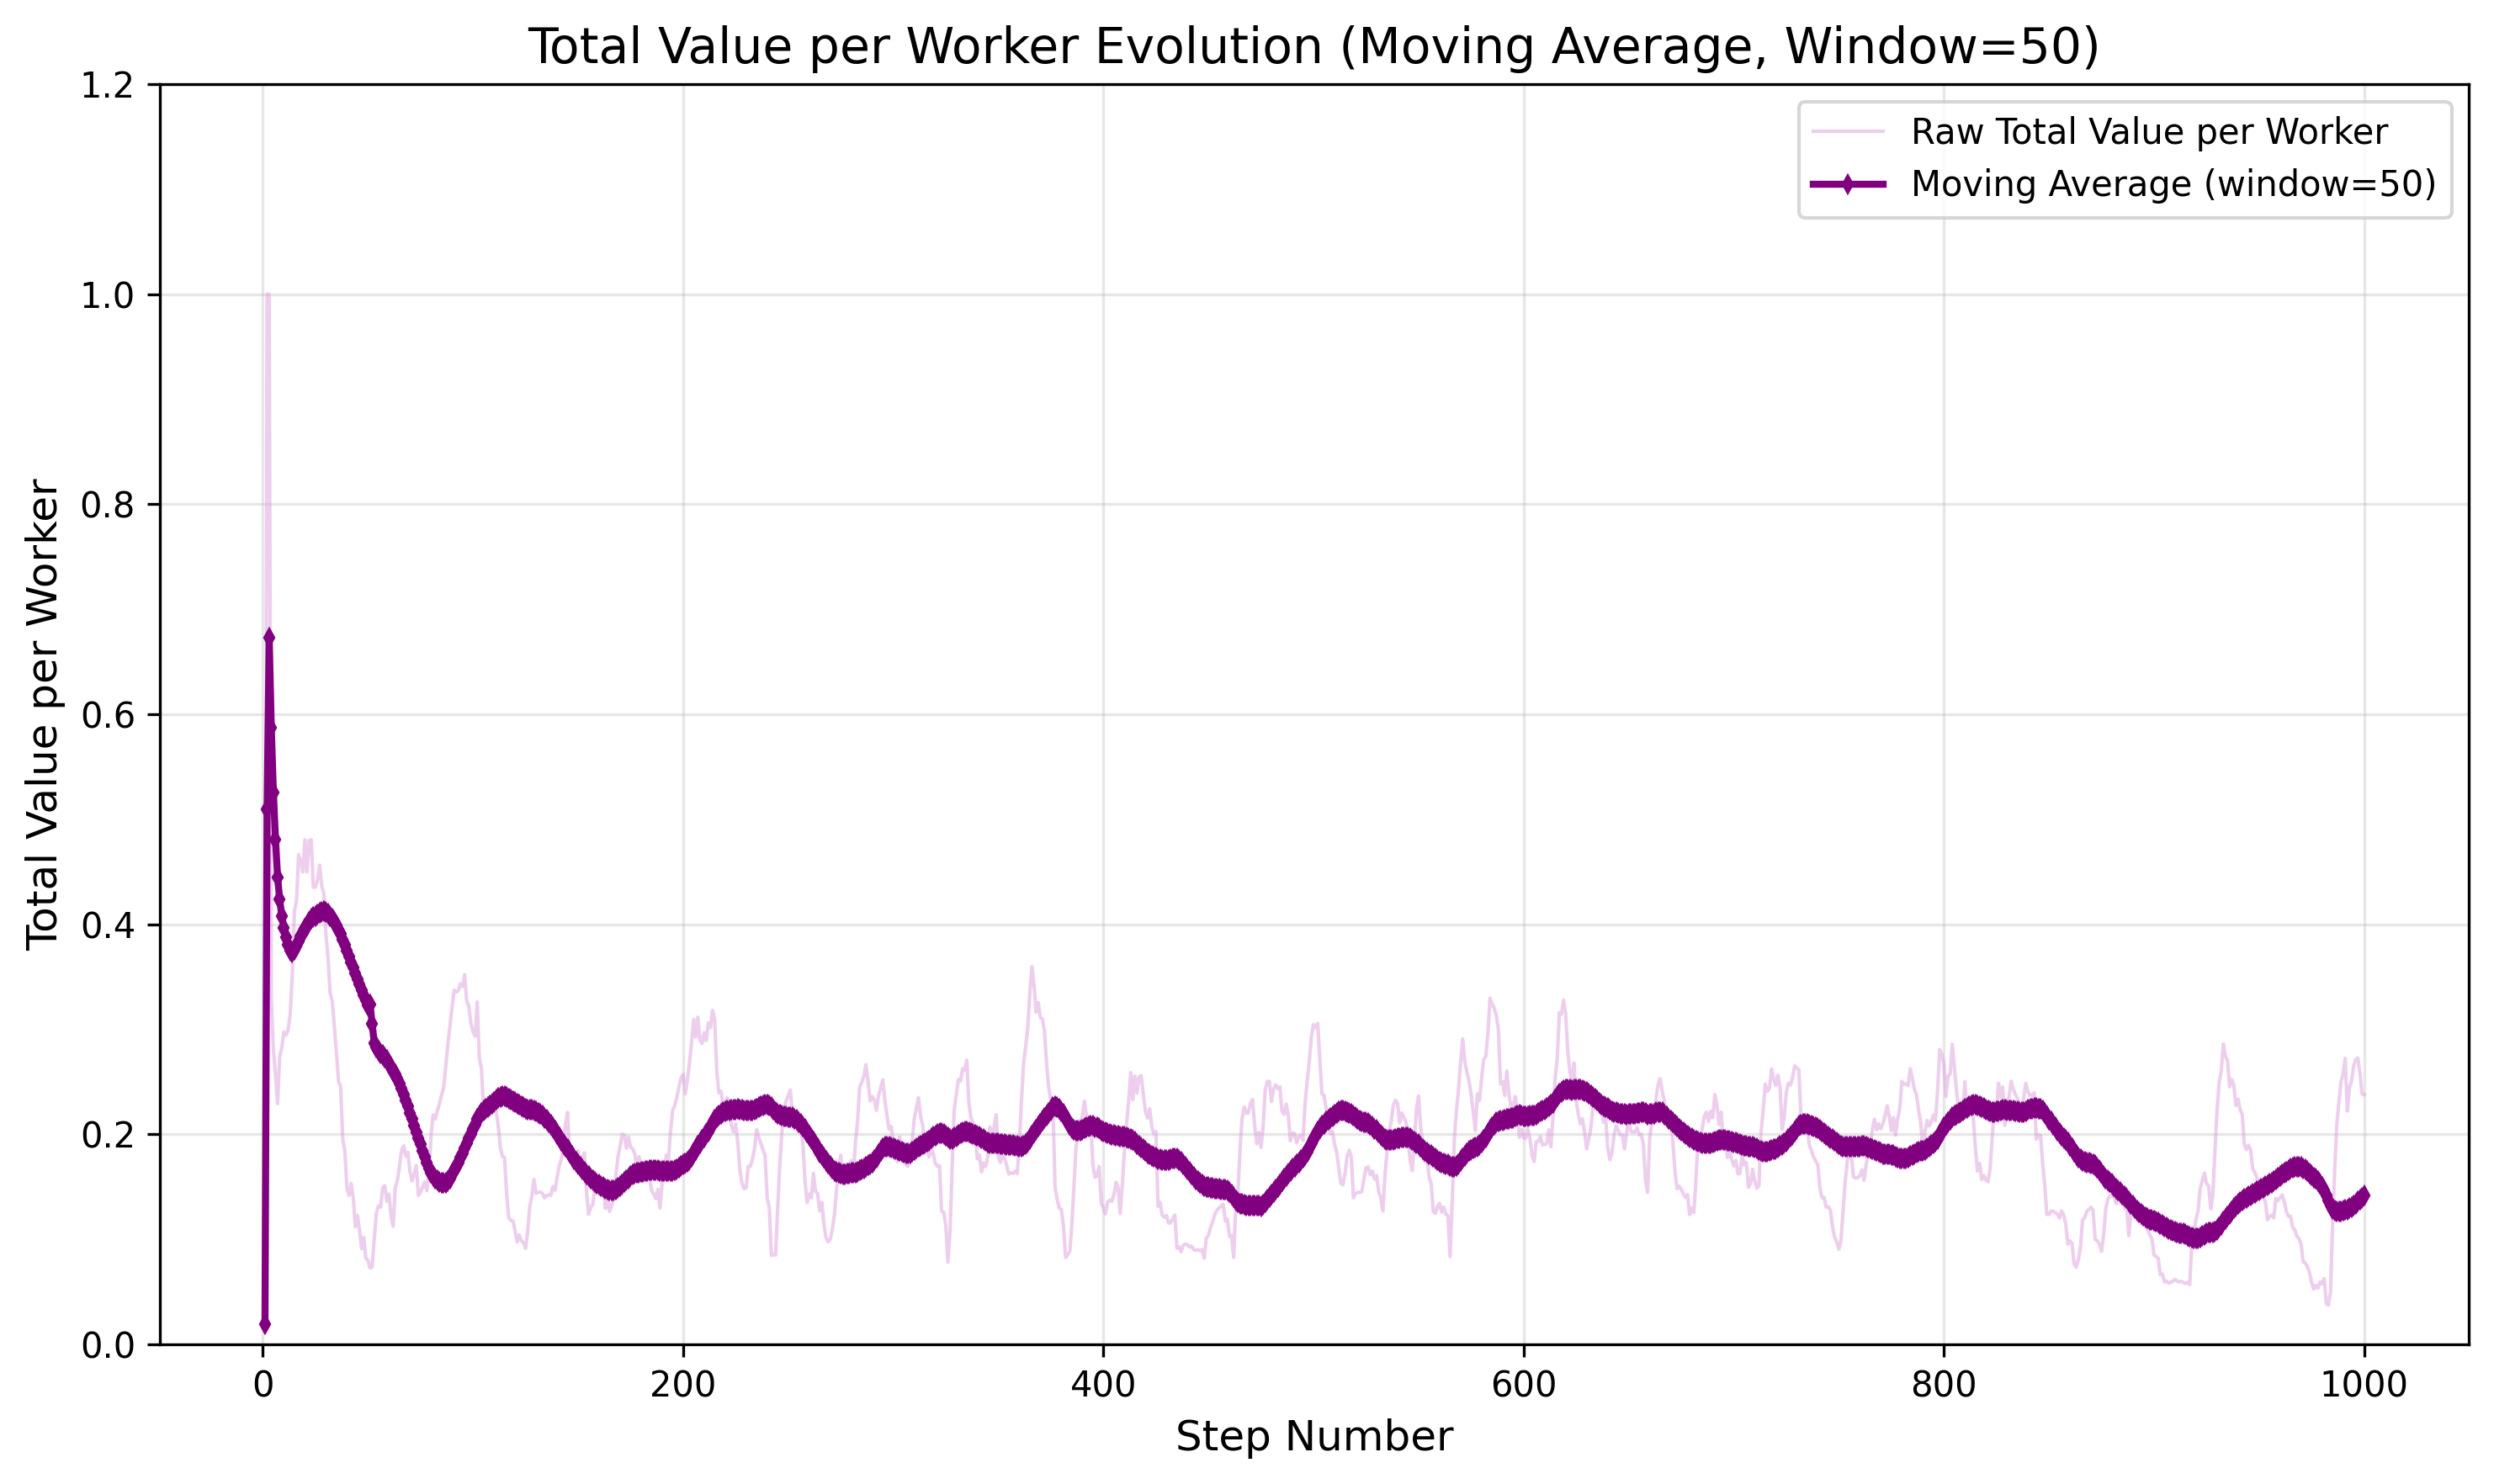 Total Value per Worker Evolution (Moving Average, Window=50)
Raw Total Value per Worker
Moving Average (window=50)
Total Value per Worker
1.2
1.0
0.8
0.6
0.4
0.2
0.0
0 200 400 600 800 1000
Step Number